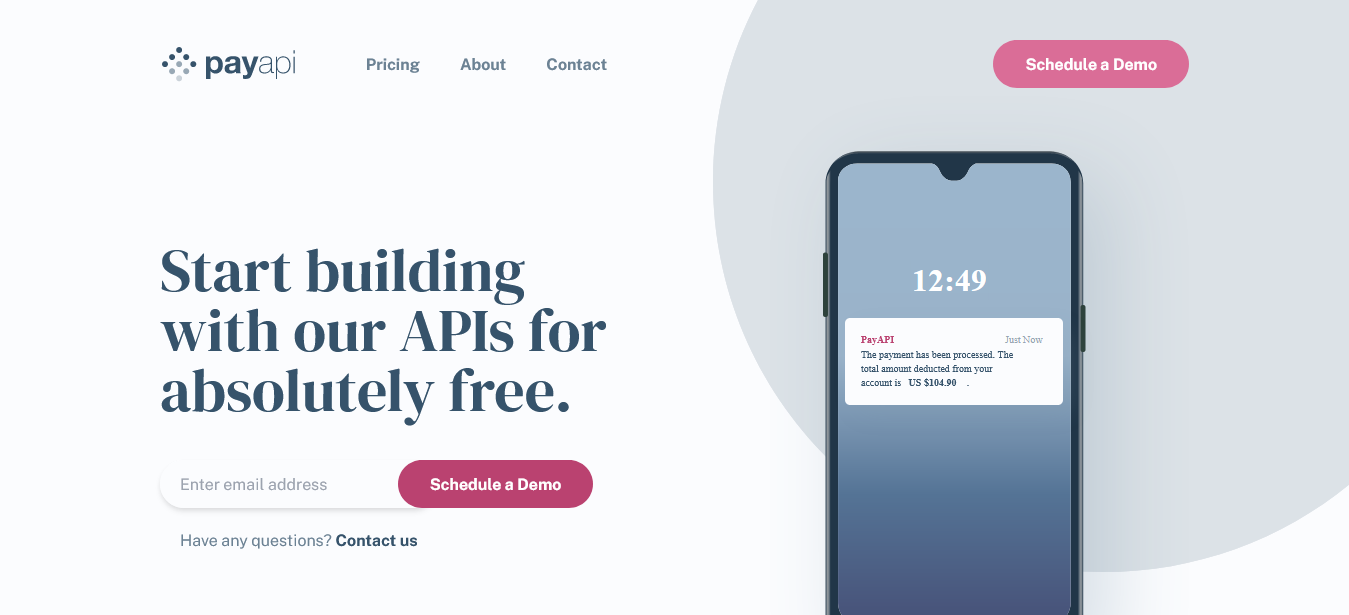 payapi
Pricing
About
Contact
Schedule a Demo
Start building
with our APIs for
absolutely free.
Enter email address
Schedule a Demo
Have any questions? Contact us
12:49
PayAPI
Just Now
The payment has been processed. The
total amount deducted from your
account is US $104.90 .